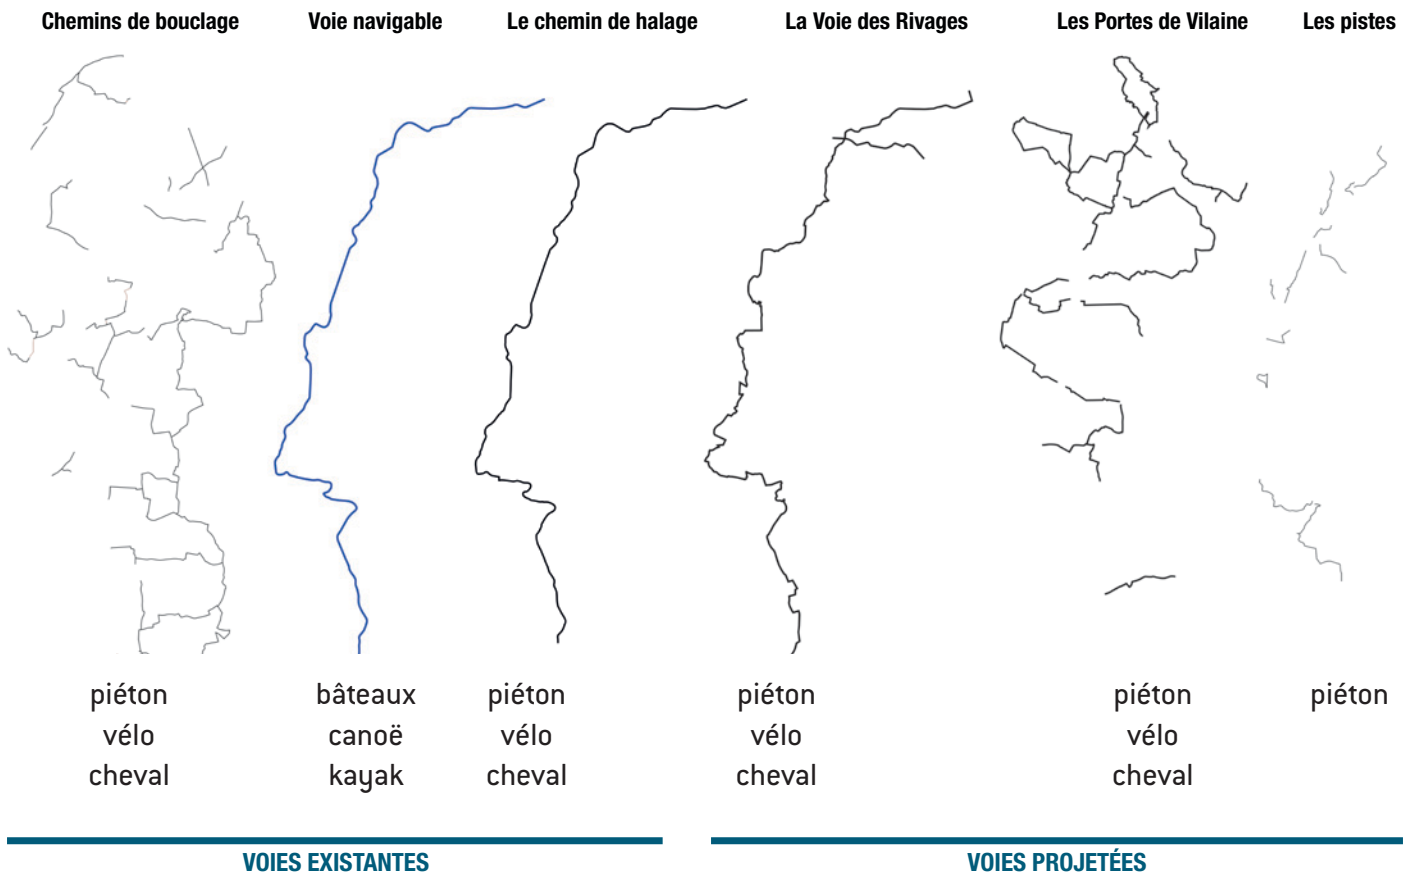 Chemins de bouclage
Voie navigable
Le chemin de halage
La Voie des Rivages
Les Portes de Vilaine
Les pistes
piéton
vélo
cheval
bâteaux
canoë
kayak
piéton
vélo
cheval
piéton
vélo
cheval
piéton
vélo
cheval
piéton
VOIES EXISTANTES
VOIES PROJETÉES